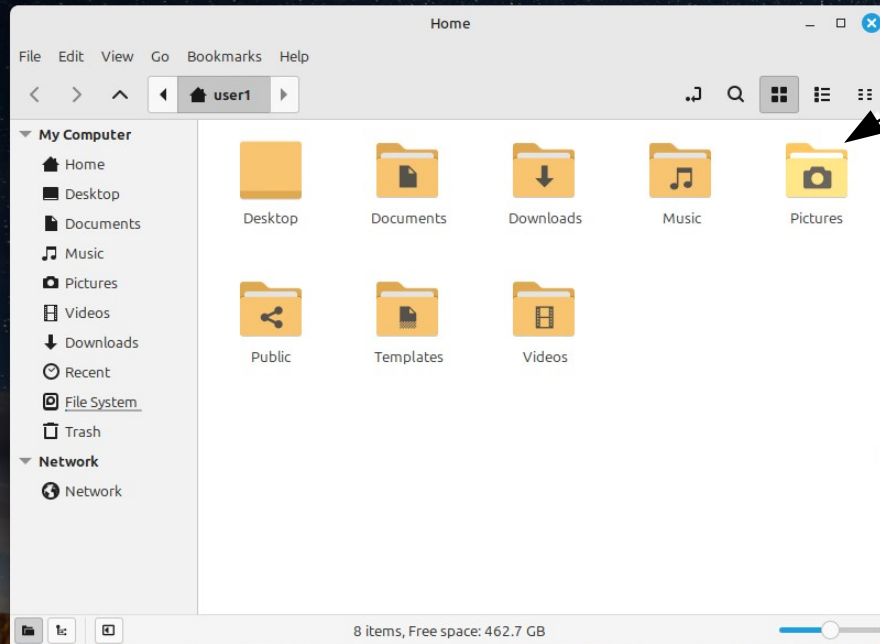 Home
File Edit View Go Bookmarks Help
user1
My Computer
Home
Desktop
Documents
Music
Pictures
Videos
Downloads
Recent
File System
Trash
Network
Network
Desktop Documents Downloads Music Pictures
Public Templates Videos
8 items, Free space: 462.7 GB